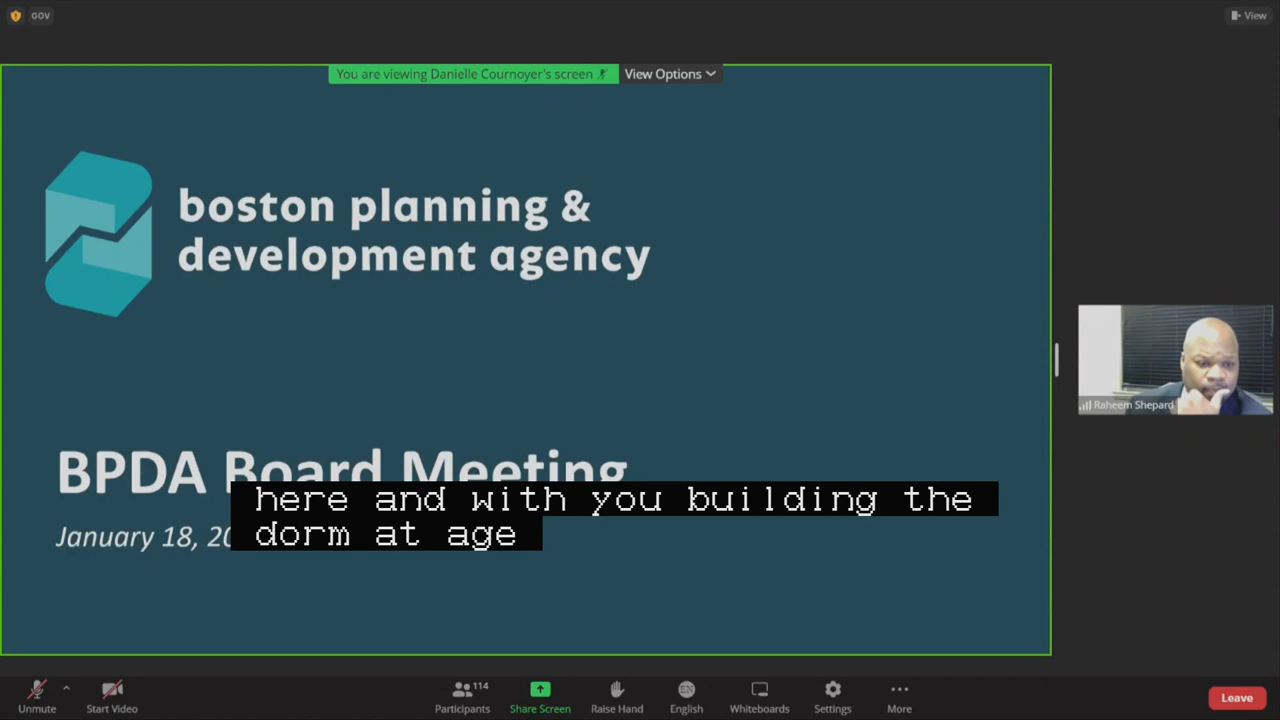 GOV
View
You are viewing Danielle Cournoyer's screen
View Options
boston planning &
development agency
BPDA Board Meeting
January 18, 20
here and with you building the
dorm at age
Raheem Shepard
Unmute
Start Video
114
Participants
Share Screen
Raise Hand
EN
English
Whiteboards
Settings
More
Leave